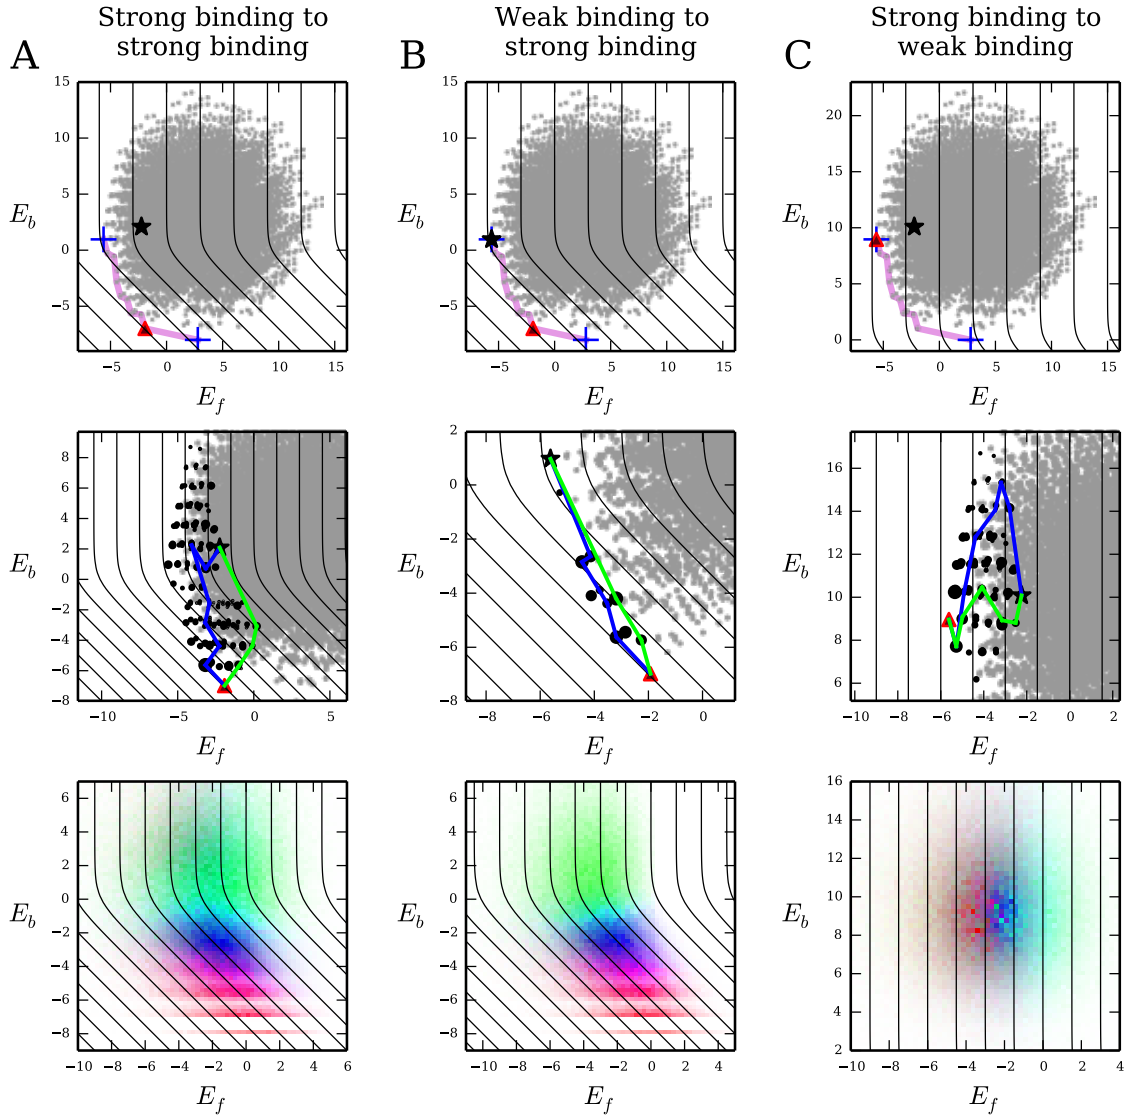 Strong binding to
strong binding
Weak binding to
strong binding
Strong binding to
weak binding
A
B
C
15
10
5
0
−5
E_b
−5 0 5 10 15
E_f
15
10
5
0
−5
E_b
−5 0 5 10 15
E_f
20
15
10
5
0
E_b
−5 0 5 10 15
E_f
8
6
4
2
0
−2
−4
−6
−8
E_b
−10 −5 0 5
E_f
2
0
−2
−4
−6
−8
E_b
−8 −6 −4 −2 0
E_f
16
14
12
10
8
6
E_b
−10 −8 −6 −4 −2 0 2
E_f
6
4
2
0
−2
−4
−6
−8
E_b
−10 −8 −6 −4 −2 0 2 4 6
E_f
6
4
2
0
−2
−4
−6
−8
E_b
−10 −8 −6 −4 −2 0 2 4
E_f
16
14
12
10
8
6
4
2
E_b
−10 −8 −6 −4 −2 0 2 4
E_f